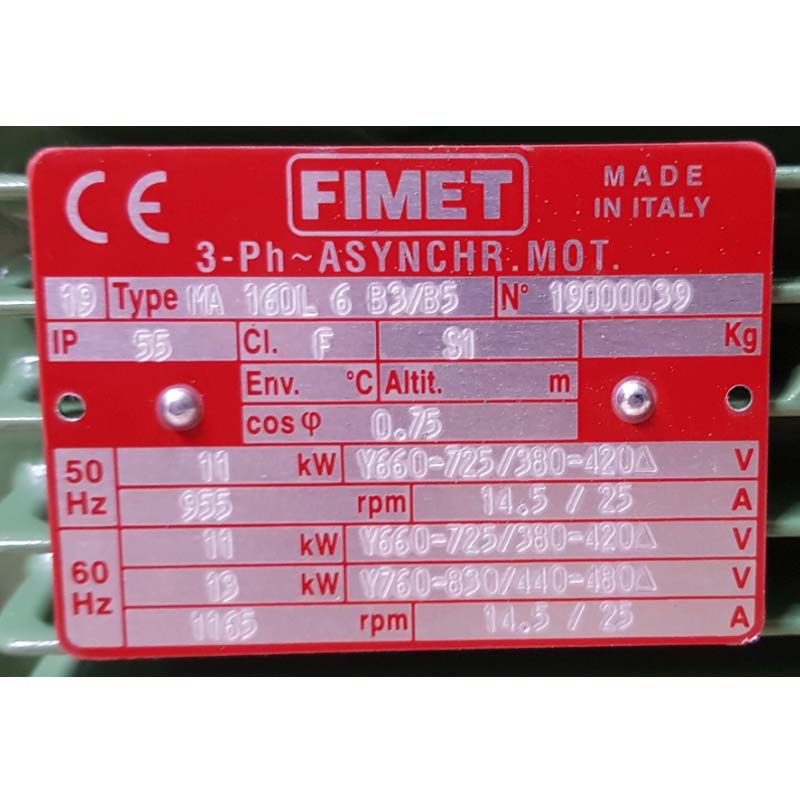 CE FIMET MADE IN ITALY
3-Ph~ASYNCHR.MOT.
19 Type MA 160L 6 B3/B5 N° 19000039
IP 55 Cl. F S1 Kg
Env. °C Altit. m
cos φ 0.75
50 Hz 11 kW Y660-725/380-420Δ V
955 rpm 14.5 / 25 A
60 Hz 11 kW Y660-725/380-420Δ V
13 kW Y760-830/440-480Δ V
1165 rpm 14.5 / 25 A